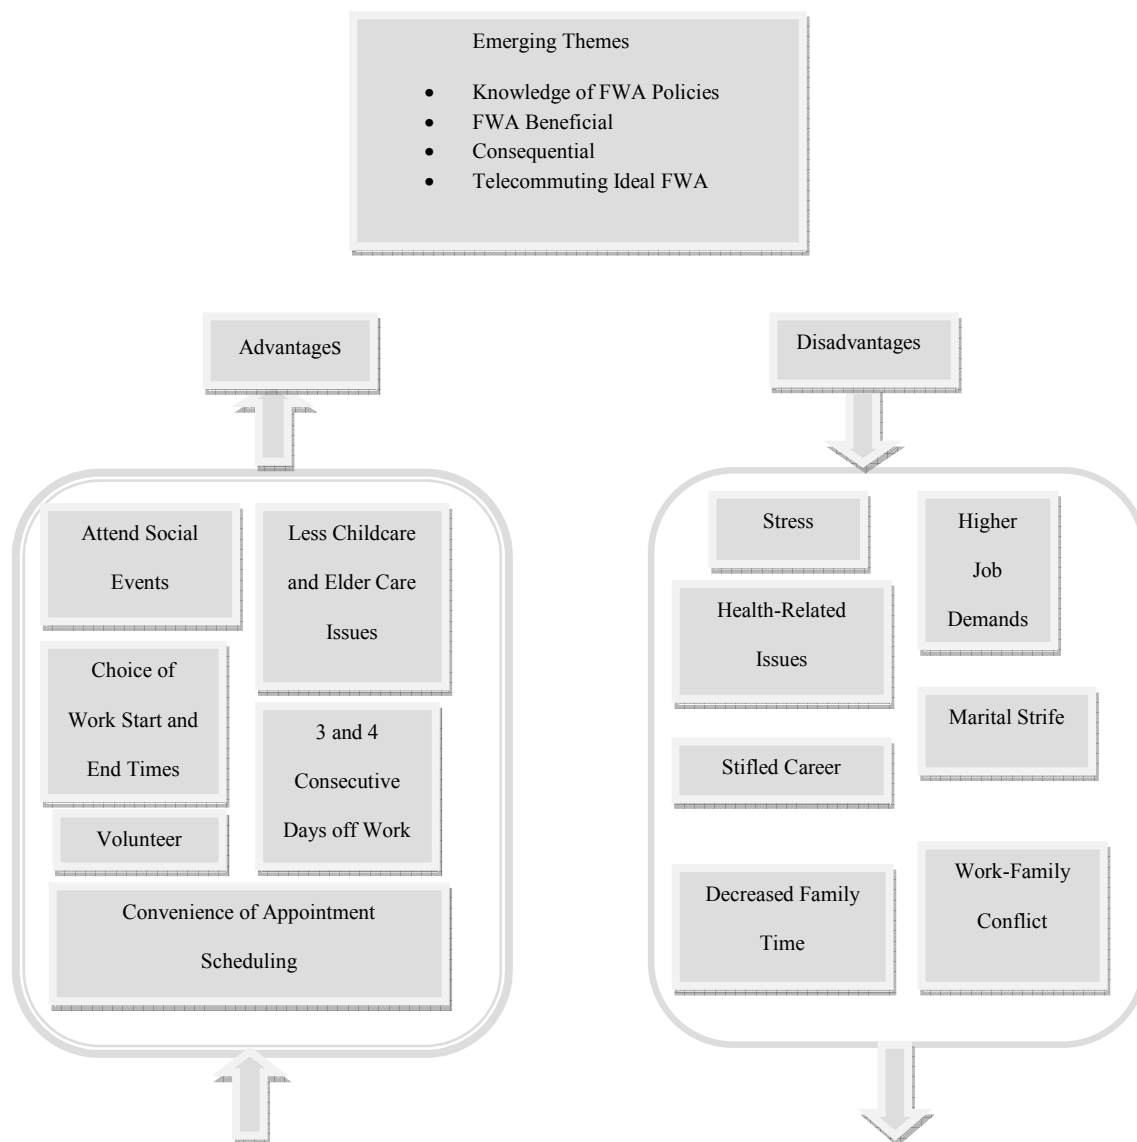 Emerging Themes
• Knowledge of FWA Policies
• FWA Beneficial
• Consequential
• Telecommuting Ideal FWA
Advantages
Attend Social
Events
Less Childcare
and Elder Care
Issues
Choice of
Work Start and
End Times
3 and 4
Consecutive
Days off Work
Volunteer
Convenience of Appointment
Scheduling
Disadvantages
Stress
Higher
Job
Demands
Health-Related
Issues
Marital Strife
Stifled Career
Decreased Family
Time
Work-Family
Conflict